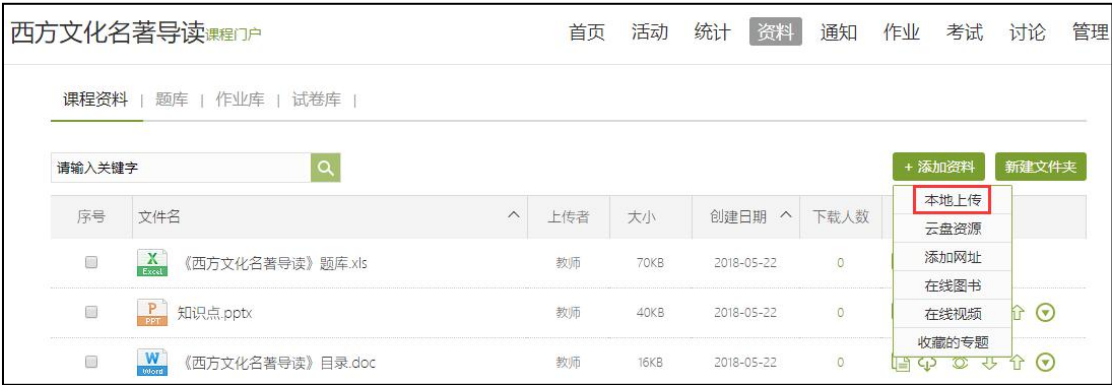 西方文化名著导读课程门户 首页 活动 统计 资料 通知 作业 考试 讨论 管理
课程资料 | 题库 | 作业库 | 试卷库 |
请输入关键字 + 添加资料 新建文件夹
本地上传
序号 文件名 上传者 大小 创建日期 下载人数
云盘资源
添加网址
X Excel 《西方文化名著导读》题库.xls 教师 70KB 2018-05-22 0
在线图书
P PPT 知识点.pptx 教师 40KB 2018-05-22 0 在线视频
收藏的专题
W Word 《西方文化名著导读》目录.doc 教师 16KB 2018-05-22 0